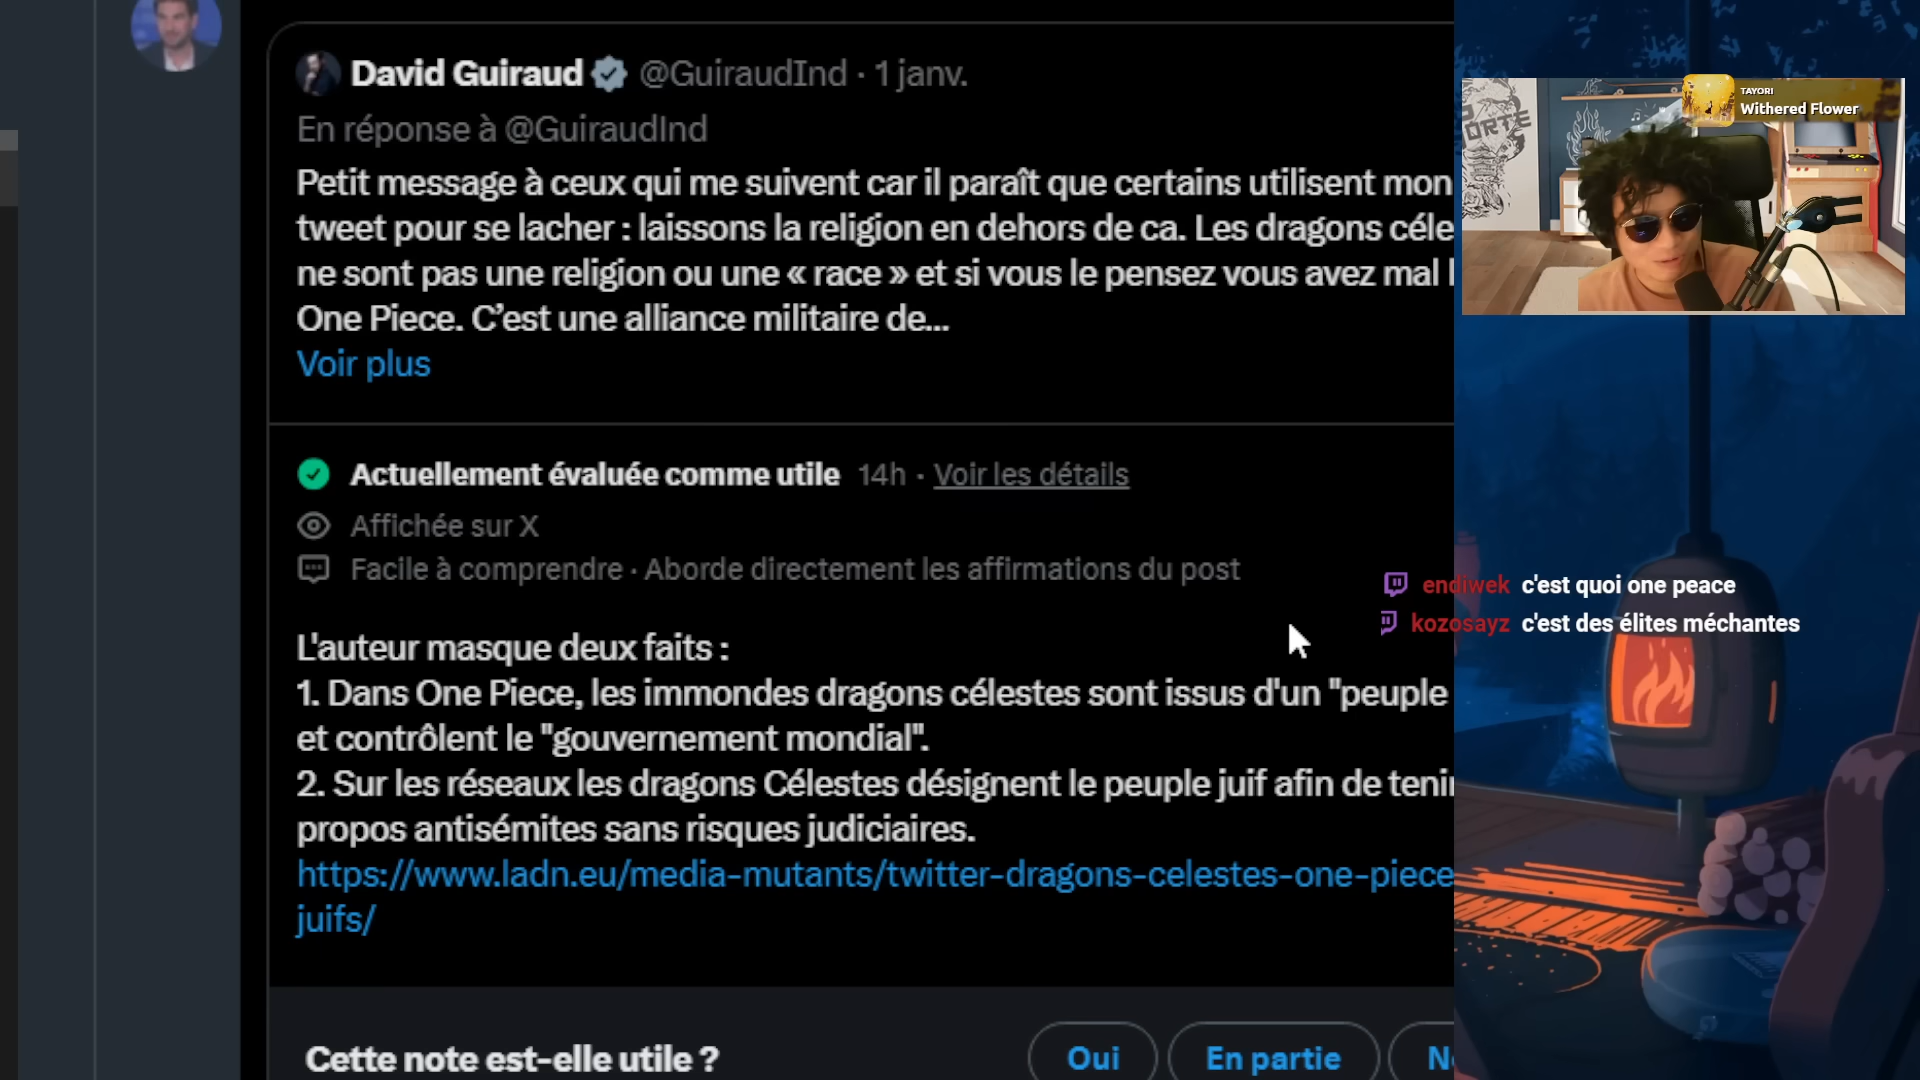 David Guiraud @GuiraudInd · 1 janv.
En réponse à @GuiraudInd
Petit message à ceux qui me suivent car il paraît que certains utilisent mon
tweet pour se lacher : laissons la religion en dehors de ca. Les dragons céle
ne sont pas une religion ou une « race » et si vous le pensez vous avez mal
One Piece. C’est une alliance militaire de...
Voir plus
Actuellement évaluée comme utile 14h · Voir les détails
Affichée sur X
Facile à comprendre · Aborde directement les affirmations du post
L'auteur masque deux faits :
1. Dans One Piece, les immondes dragons célestes sont issus d'un "peuple
et contrôlent le "gouvernement mondial".
2. Sur les réseaux les dragons Célestes désignent le peuple juif afin de tenir
propos antisémites sans risques judiciaires.
https://www.ladn.eu/media-mutants/twitter-dragons-celestes-one-piece
juifs/
Cette note est-elle utile ?
Oui
En partie
TAYORI
Withered Flower
ORTE
endiwek c'est quoi one peace
kozosayz c'est des élites méchantes